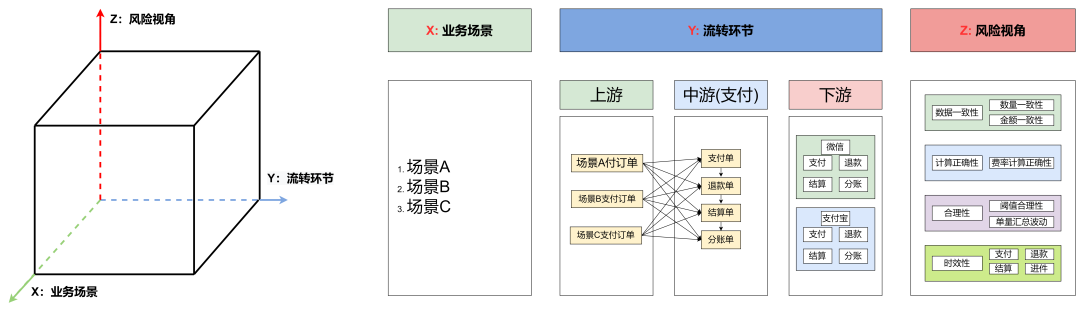 Z：风险视角
Y：流转环节
X：业务场景
X: 业务场景
1. 场景A
2. 场景B
3. 场景C
Y: 流转环节
上游
场景A付订单
场景B支付订单
场景C支付订单
中游(支付)
支付单
退款单
结算单
分账单
下游
微信
支付 退款
结算 分账
支付宝
支付 退款
结算 分账
Z: 风险视角
数据一致性
数量一致性
金额一致性
计算正确性 费率计算正确性
合理性
阈值合理性
单量汇总波动
时效性
支付 退款
结算 进件